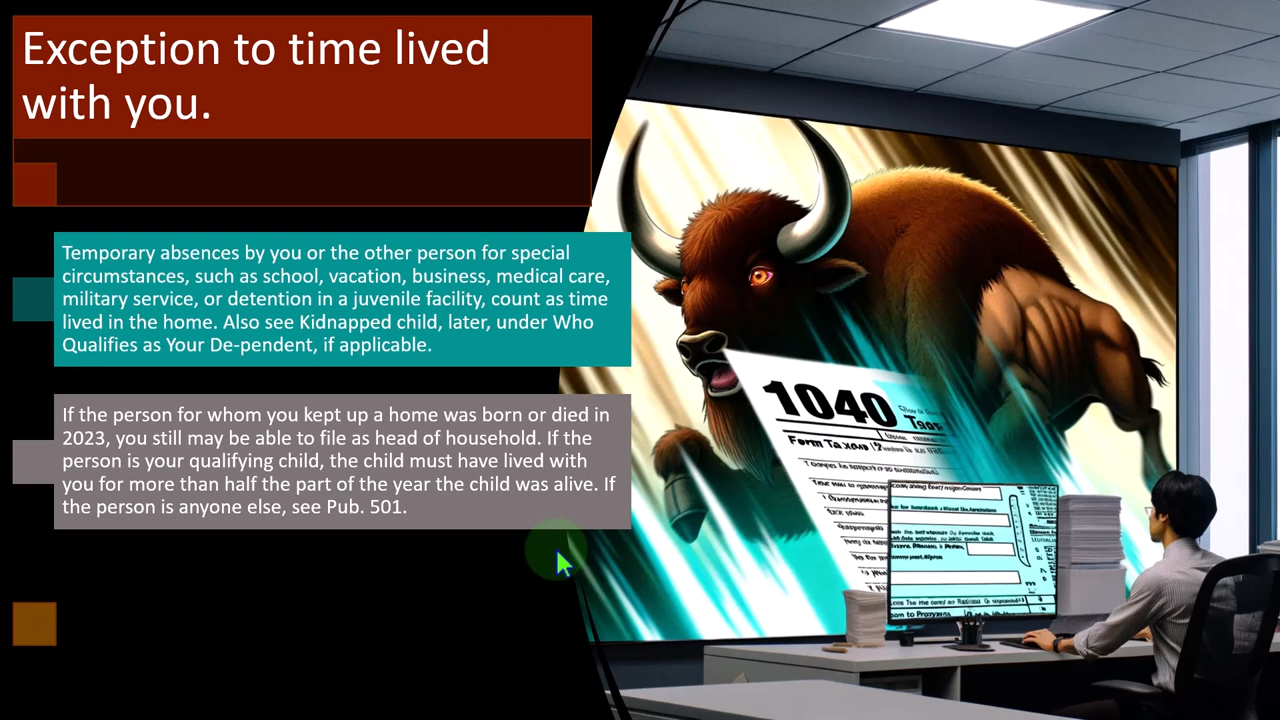 Exception to time lived
with you.
Temporary absences by you or the other person for special
circumstances, such as school, vacation, business, medical care,
military service, or detention in a juvenile facility, count as time
lived in the home. Also see Kidnapped child, later, under Who
Qualifies as Your De-pendent, if applicable.
If the person for whom you kept up a home was born or died in
2023, you still may be able to file as head of household. If the
person is your qualifying child, the child must have lived with
you for more than half the part of the year the child was alive. If
the person is anyone else, see Pub. 501.
1040